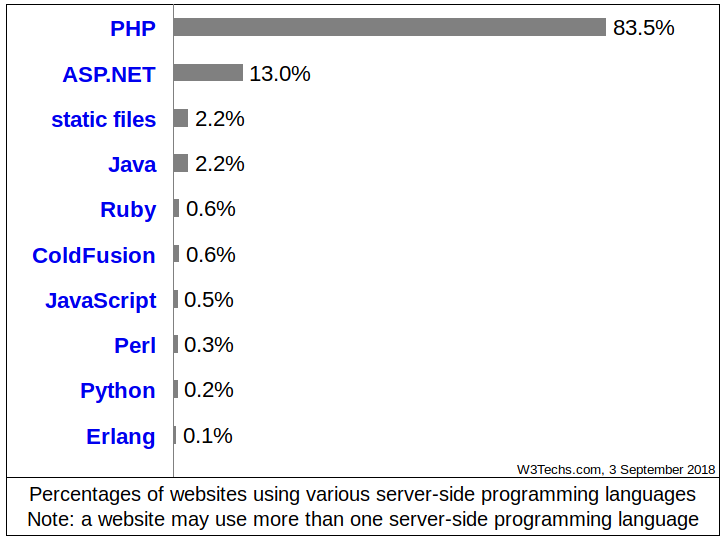 PHP 83.5%
ASP.NET 13.0%
static files 2.2%
Java 2.2%
Ruby 0.6%
ColdFusion 0.6%
JavaScript 0.5%
Perl 0.3%
Python 0.2%
Erlang 0.1%
W3Techs.com, 3 September 2018
Percentages of websites using various server-side programming languages
Note: a website may use more than one server-side programming language